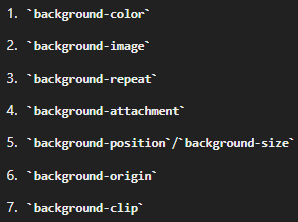 1. `background-color`
2. `background-image`
3. `background-repeat`
4. `background-attachment`
5. `background-position`/`background-size`
6. `background-origin`
7. `background-clip`